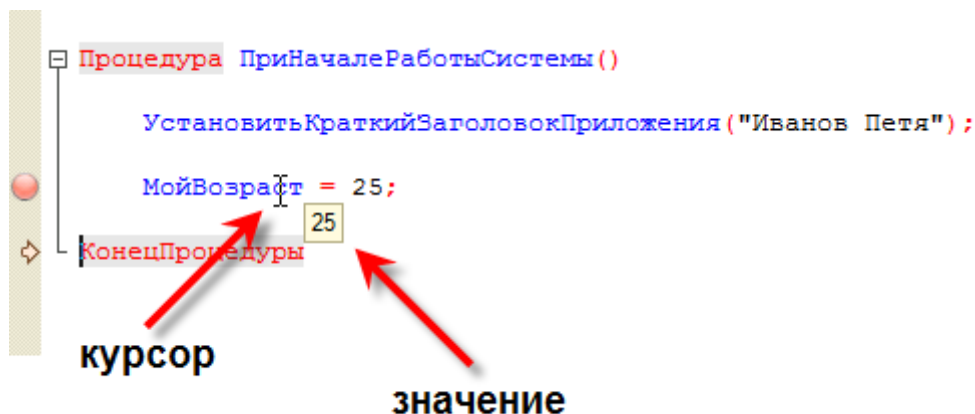 Процедура ПриНачалеРаботыСистемы()
УстановитьКраткийЗаголовокПриложения("Иванов Петя");
МойВозраст = 25;
25
КонецПроцедуры
курсор
значение